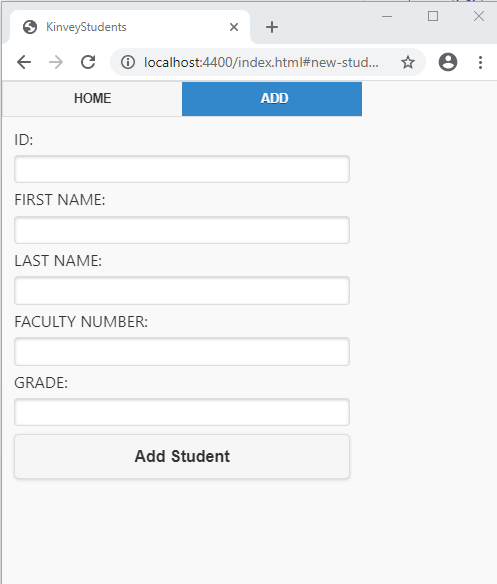 KinveyStudents
localhost:4400/index.html#new-stud...
HOME ADD
ID:
FIRST NAME:
LAST NAME:
FACULTY NUMBER:
GRADE:
Add Student